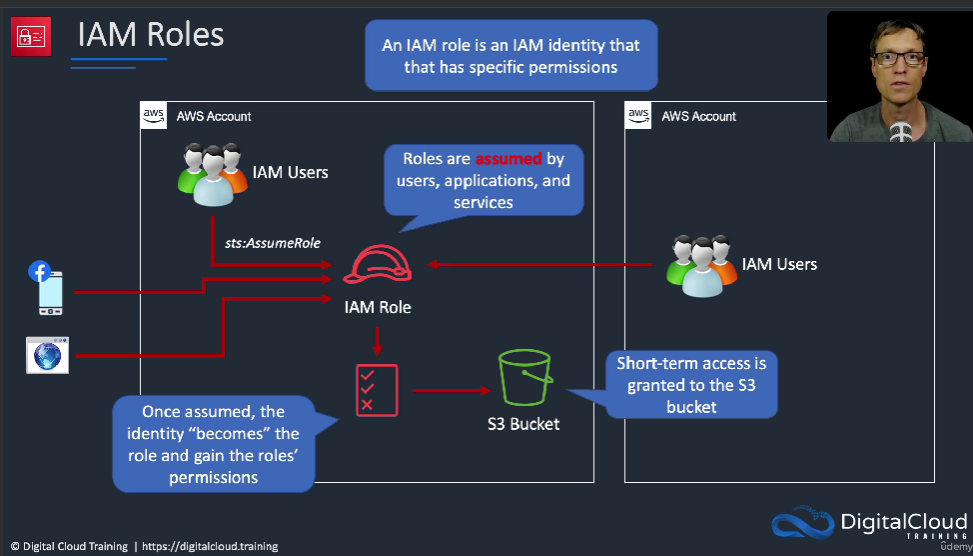 IAM Roles
An IAM role is an IAM identity that
that has specific permissions
aws
AWS Account
aws
AWS Account
IAM Users
Roles are assumed by
users, applications, and
services
sts:AssumeRole
IAM Users
IAM Role
Short-term access is
granted to the S3
bucket
Once assumed, the
identity “becomes” the
role and gain the roles’
permissions
S3 Bucket
DigitalCloud
TRAINING
© Digital Cloud Training | https://digitalcloud.training
ûdemy